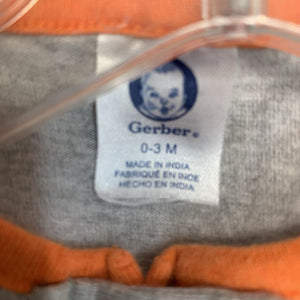 Gerber®
0-3 M
MADE IN INDIA
FABRIQUÉ EN INDE
HECHO EN INDIA